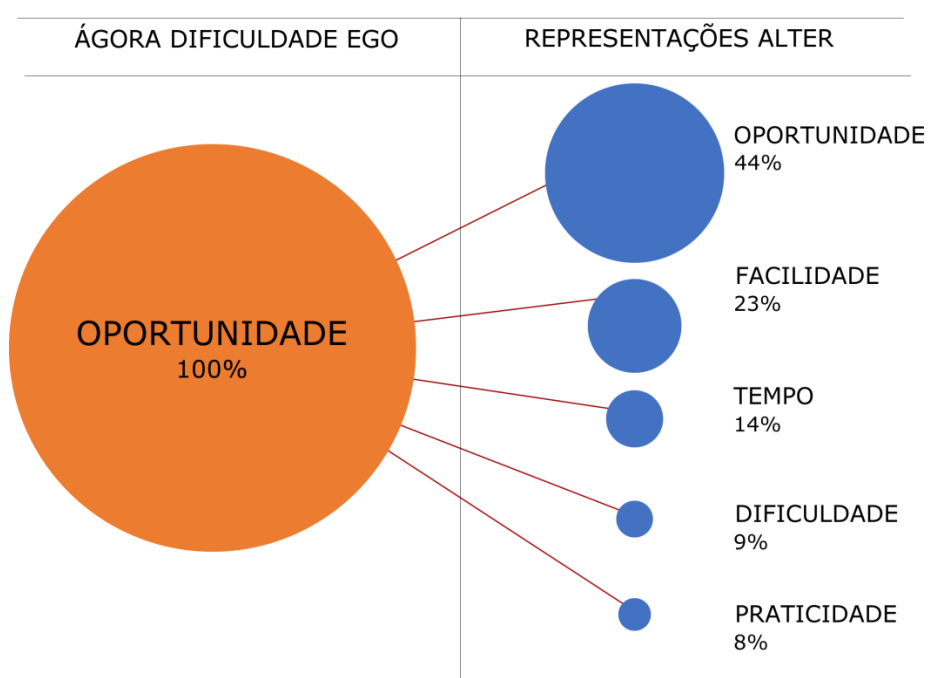 ÁGORA DIFICULDADE EGO
REPRESENTAÇÕES ALTER
OPORTUNIDADE
100%
OPORTUNIDADE
44%
FACILIDADE
23%
TEMPO
14%
DIFICULDADE
9%
PRATICIDADE
8%